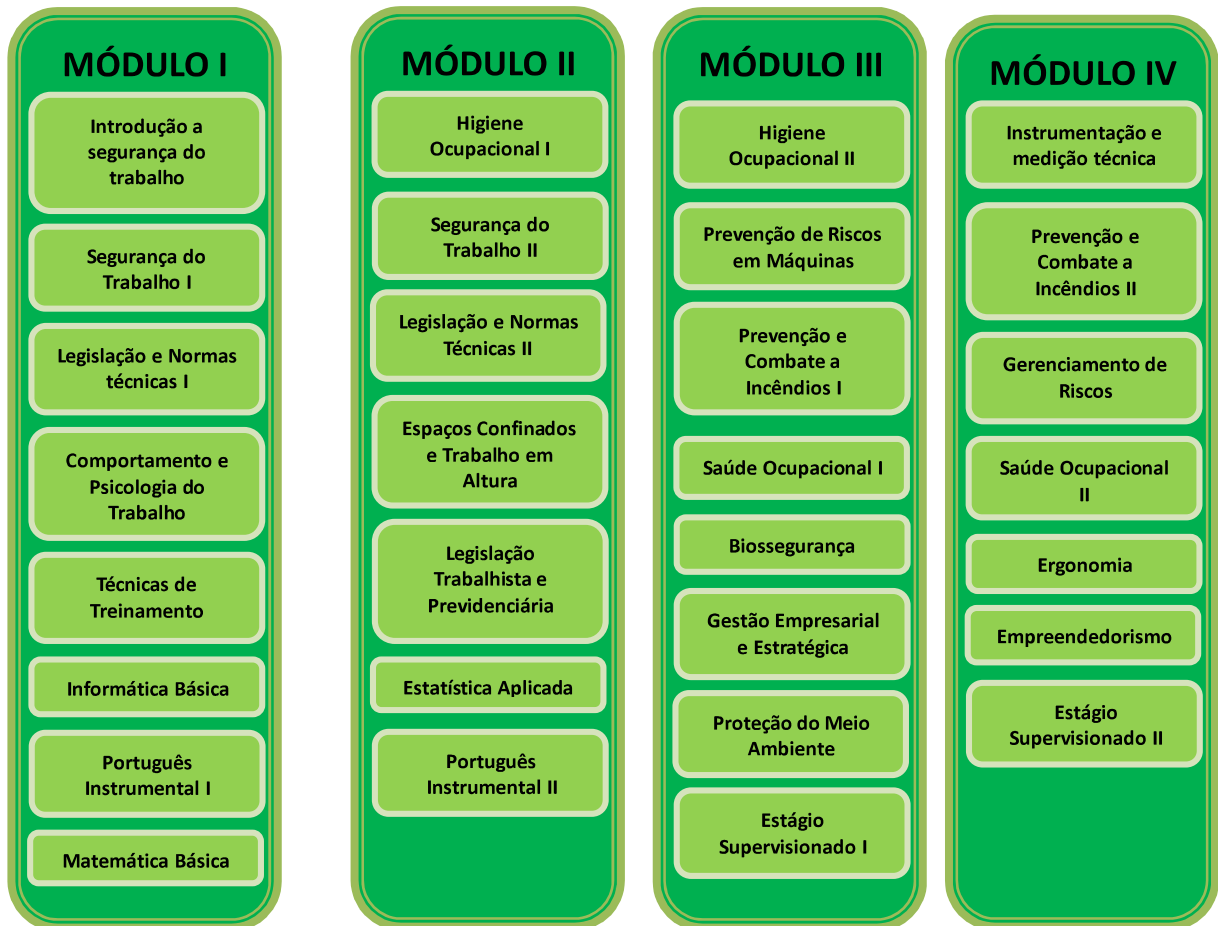 MÓDULO I
Introdução a
segurança do
trabalho
Segurança do
Trabalho I
Legislação e Normas
técnicas I
Comportamento e
Psicologia do
Trabalho
Técnicas de
Treinamento
Informática Básica
Português
Instrumental I
Matemática Básica
MÓDULO II
Higiene
Ocupacional I
Segurança do
Trabalho II
Legislação e Normas
Técnicas II
Espaços Confinados
e Trabalho em
Altura
Legislação
Trabalhista e
Previdenciária
Estatística Aplicada
Português
Instrumental II
MÓDULO III
Higiene
Ocupacional II
Prevenção de Riscos
em Máquinas
Prevenção e
Combate a
Incêndios I
Saúde Ocupacional I
Biossegurança
Gestão Empresarial
e Estratégica
Proteção do Meio
Ambiente
Estágio
Supervisionado I
MÓDULO IV
Instrumentação e
medição técnica
Prevenção e
Combate a
Incêndios II
Gerenciamento de
Riscos
Saúde Ocupacional
II
Ergonomia
Empreendedorismo
Estágio
Supervisionado II